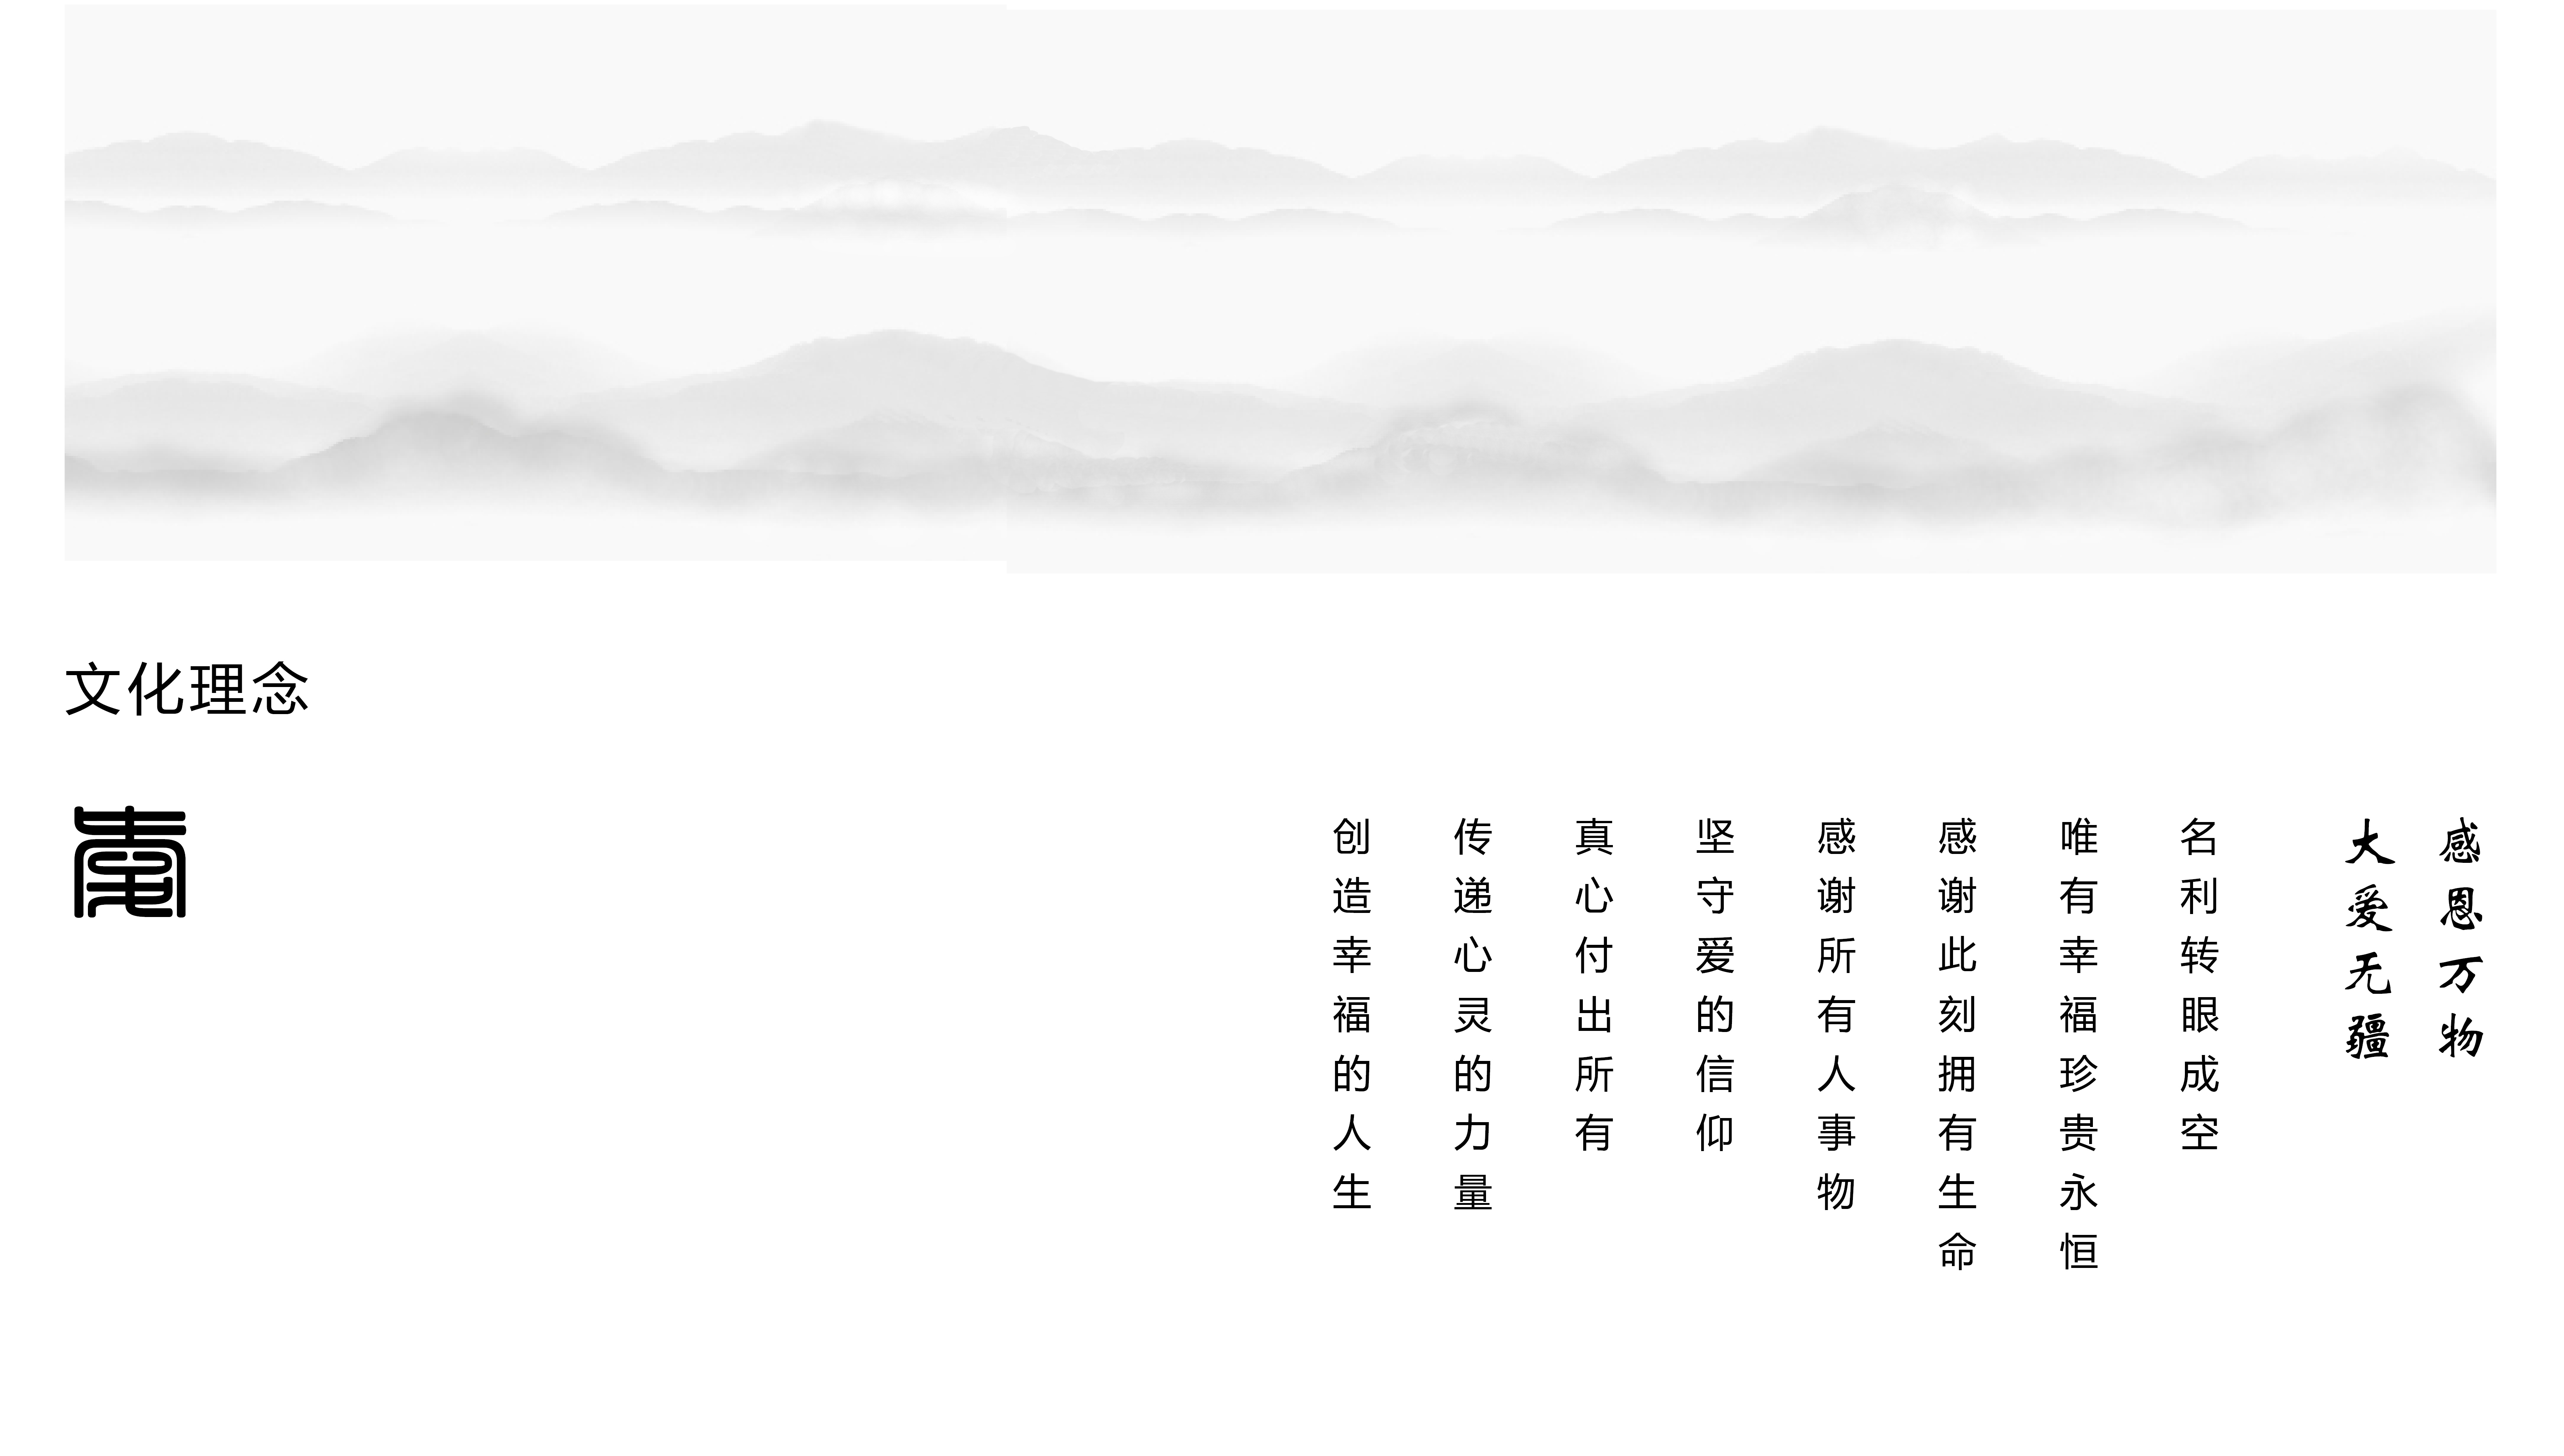 文化理念
感恩万物
大爱无疆
名利转眼成空
唯有幸福珍贵永恒
感谢此刻拥有生命
感谢所有人事物
坚守爱的信仰
真心付出所有
传递心灵的力量
创造幸福的人生